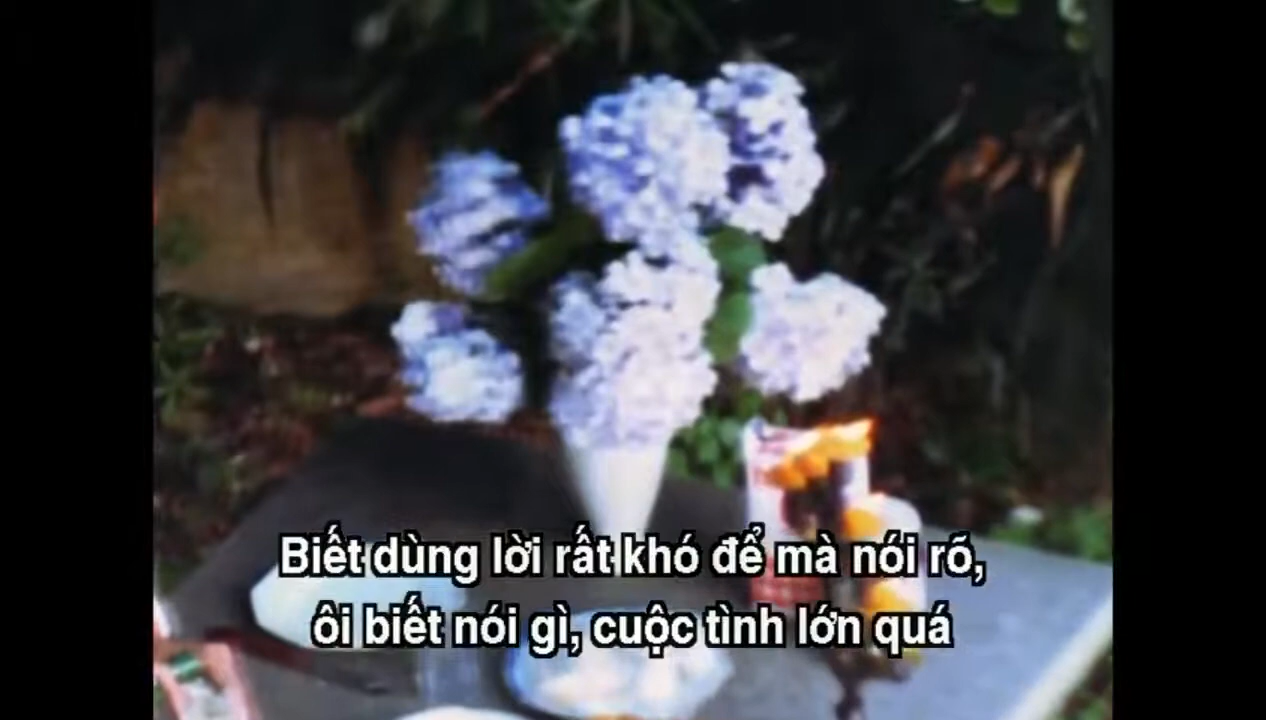 Biết dùng lời rất khó để mà nói rõ,
ôi biết nói gì, cuộc tình lớn quá